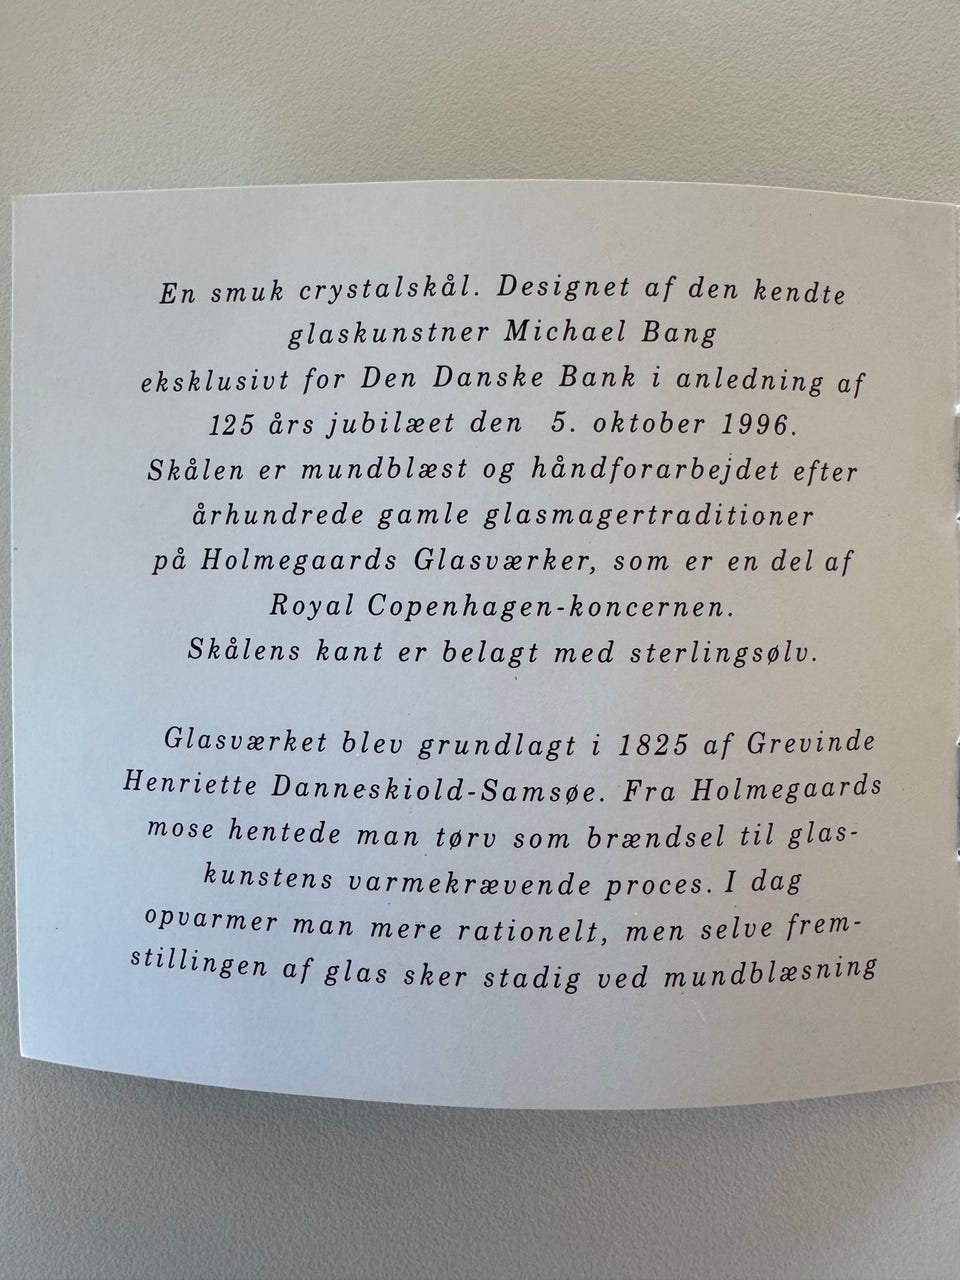 En smuk crystalskål. Designet af den kendte
glaskunstner Michael Bang
eksklusivt for Den Danske Bank i anledning af
125 års jubilæet den 5. oktober 1996.
Skålen er mundblæst og håndforarbejdet efter
århundrede gamle glasmagertraditioner
på Holmegaards Glasværker, som er en del af
Royal Copenhagen-koncernen.
Skålens kant er belagt med sterlingsølv.
Glasværket blev grundlagt i 1825 af Grevinde
Henriette Danneskiold-Samsøe. Fra Holmegaards
mose hentede man tørv som brændsel til glas-
kunstens varmekrævende proces. I dag
opvarmer man mere rationelt, men selve frem-
stillingen af glas sker stadig ved mundblæsning